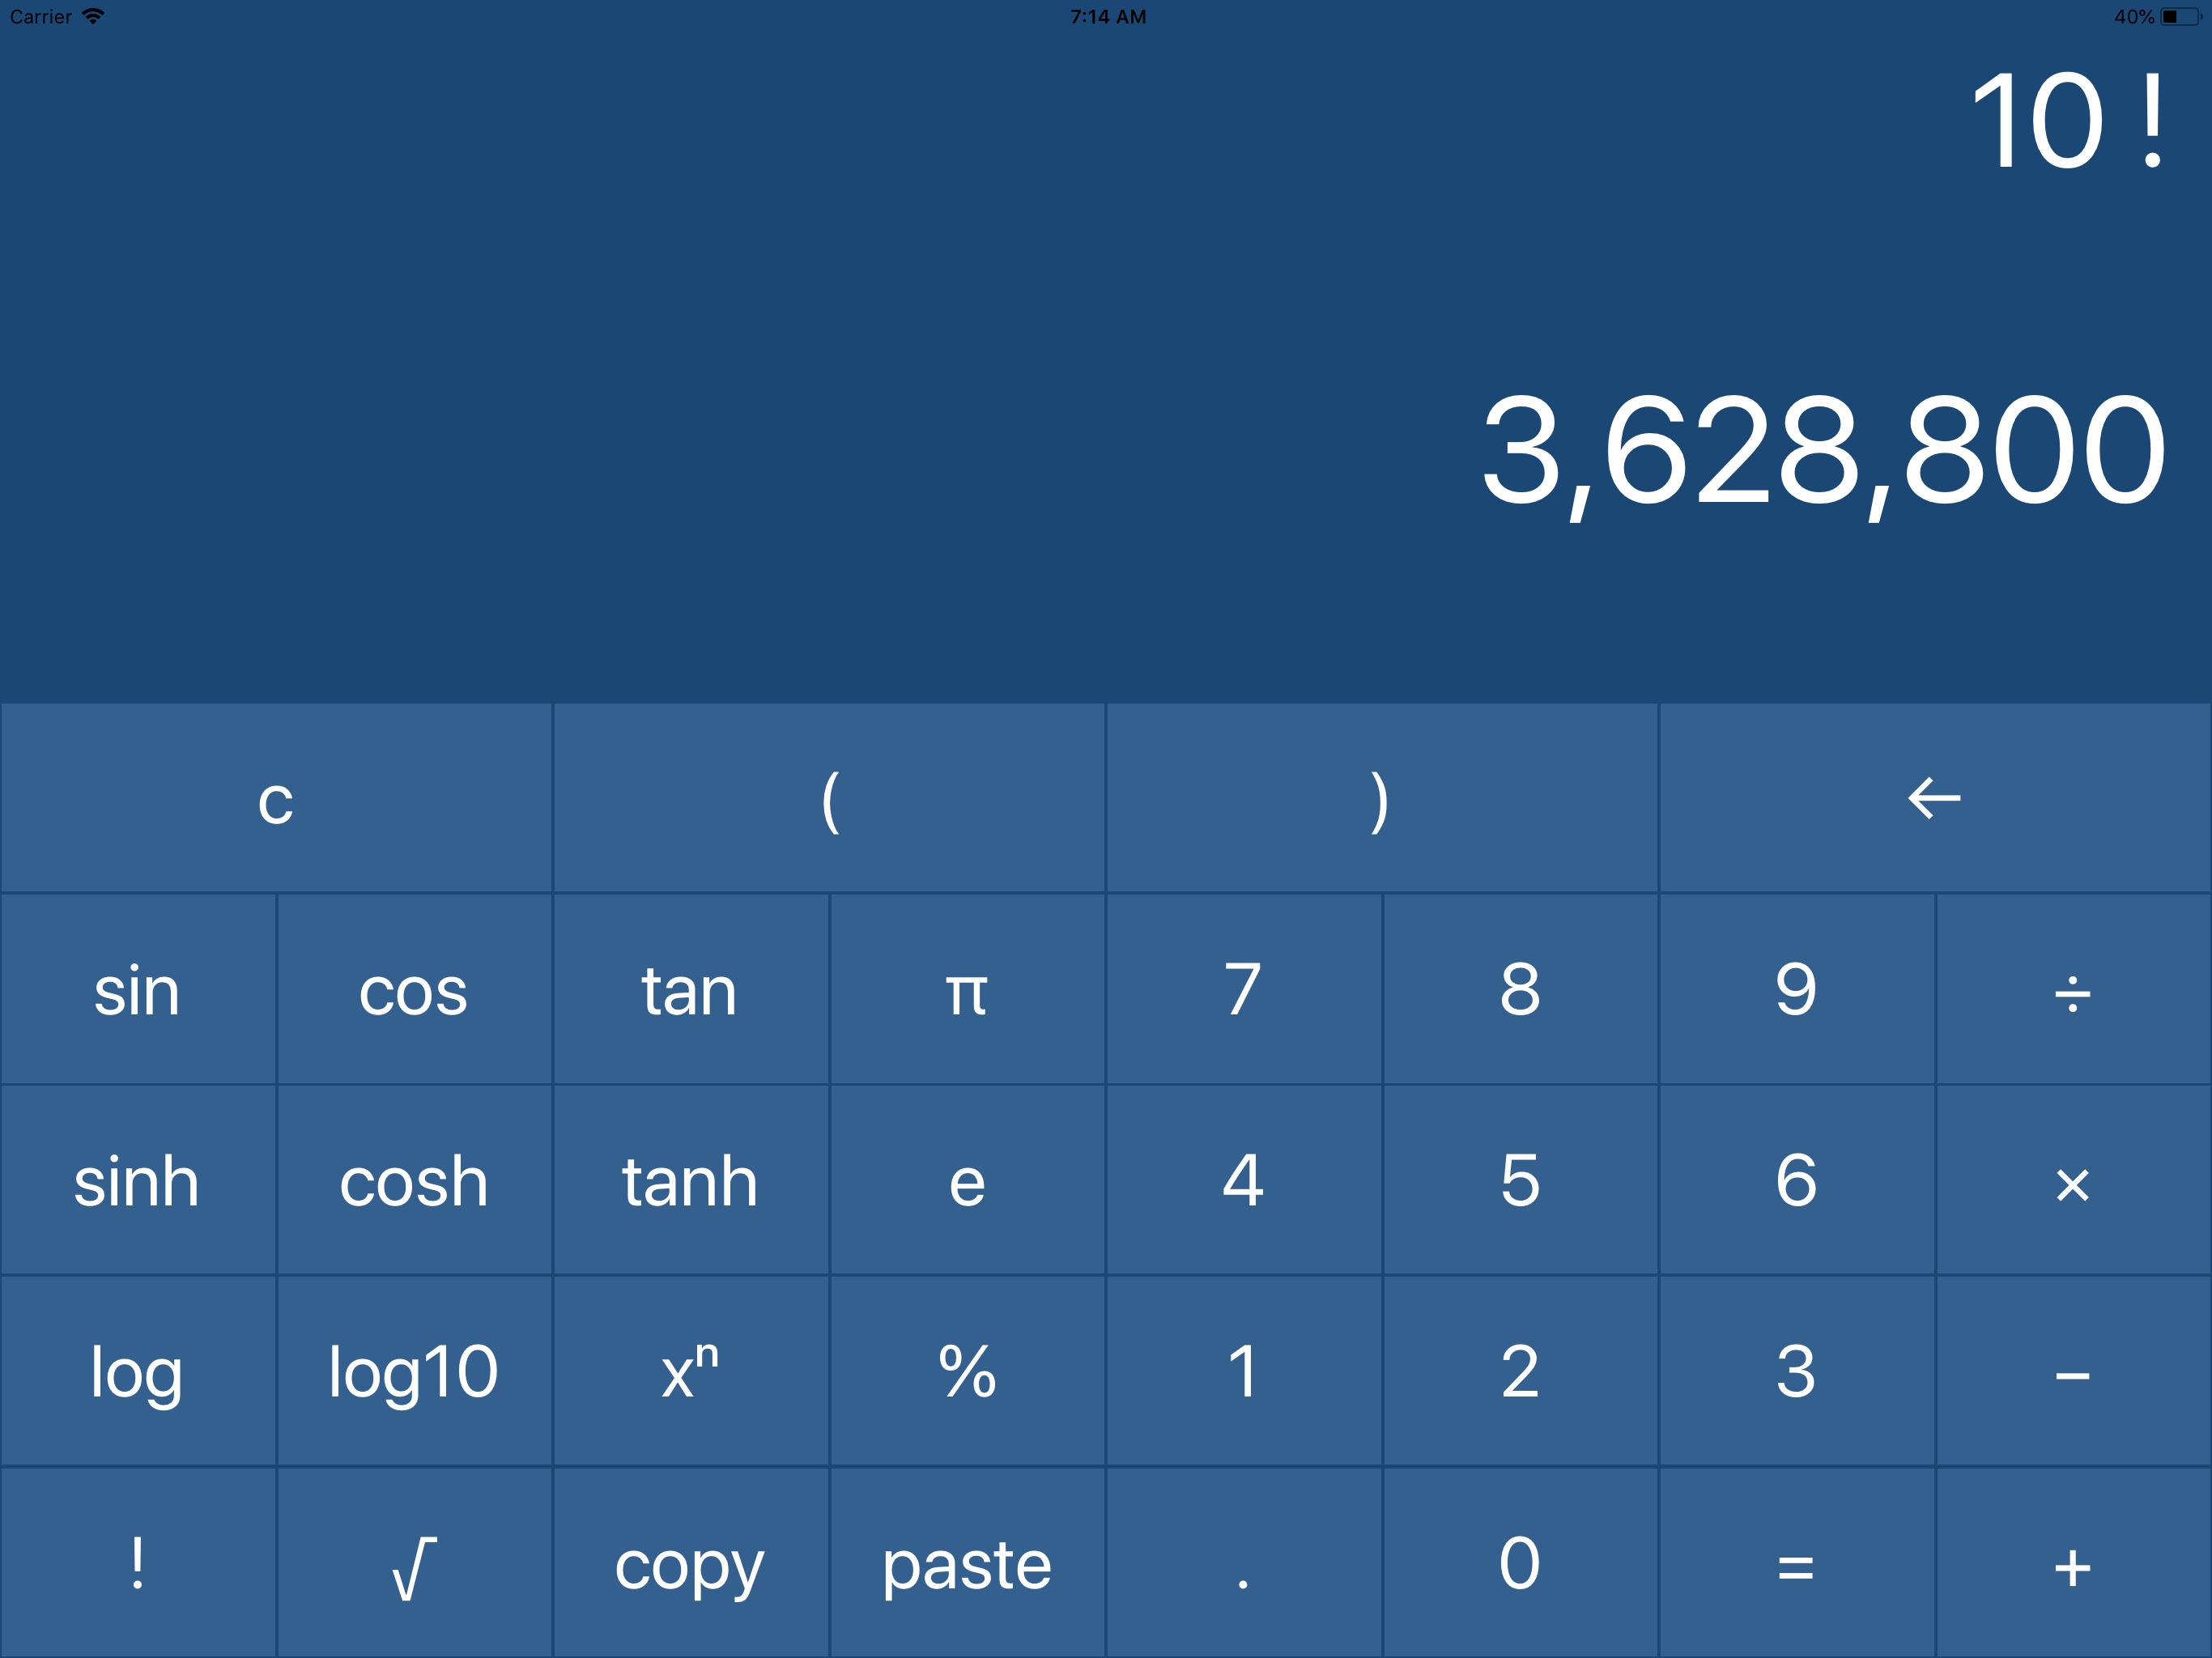 Carrier 7:14 AM 40%
10 !
3,628,800
c ( ) ←
sin cos tan π 7 8 9 ÷
sinh cosh tanh e 4 5 6 ×
log log10 xⁿ % 1 2 3 −
! √ copy paste . 0 = +